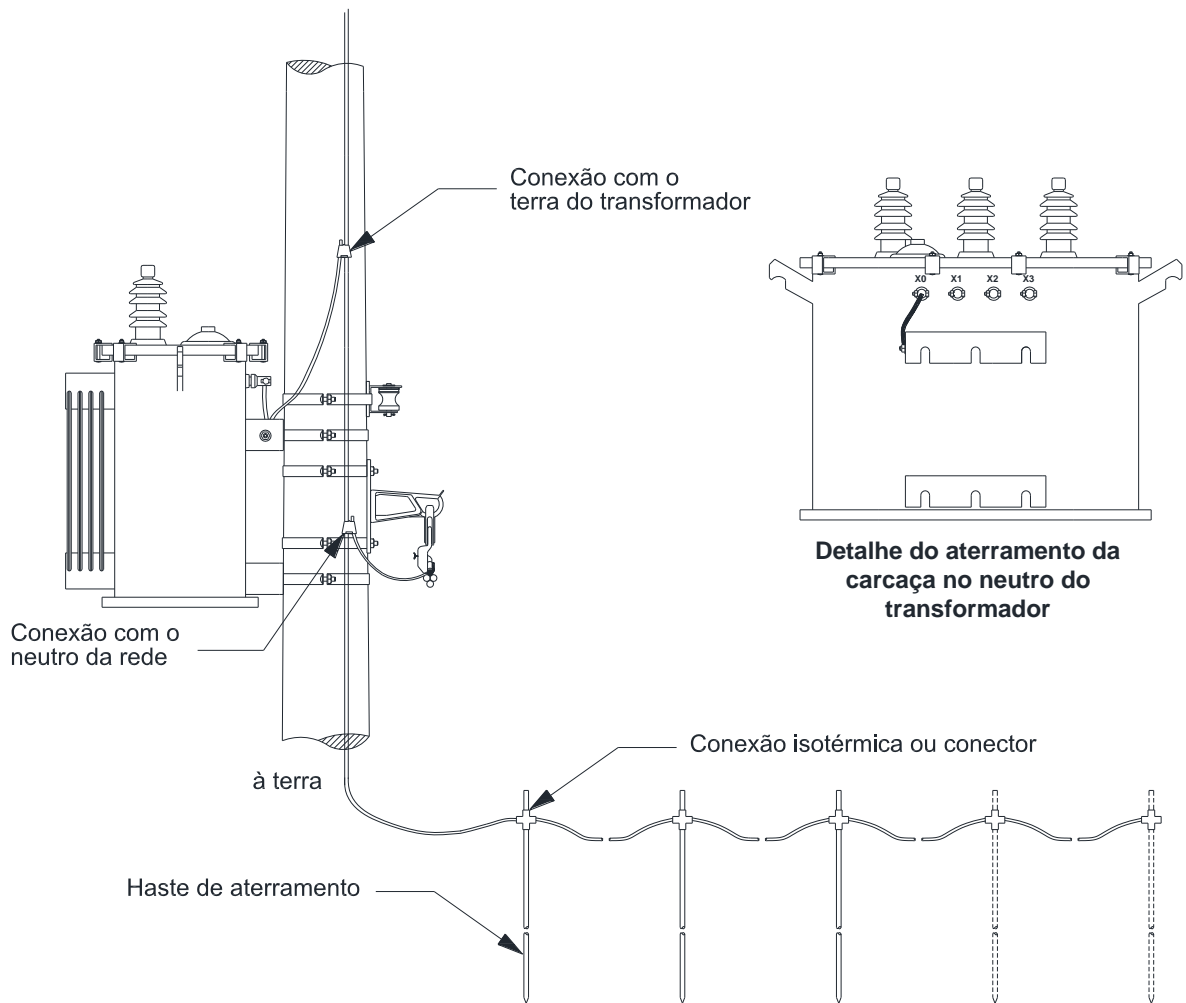 Conexão com o
terra do transformador
X0 X1 X2 X3
Detalhe do aterramento da
carcaça no neutro do
transformador
Conexão com o
neutro da rede
Conexão isotérmica ou conector
à terra
Haste de aterramento